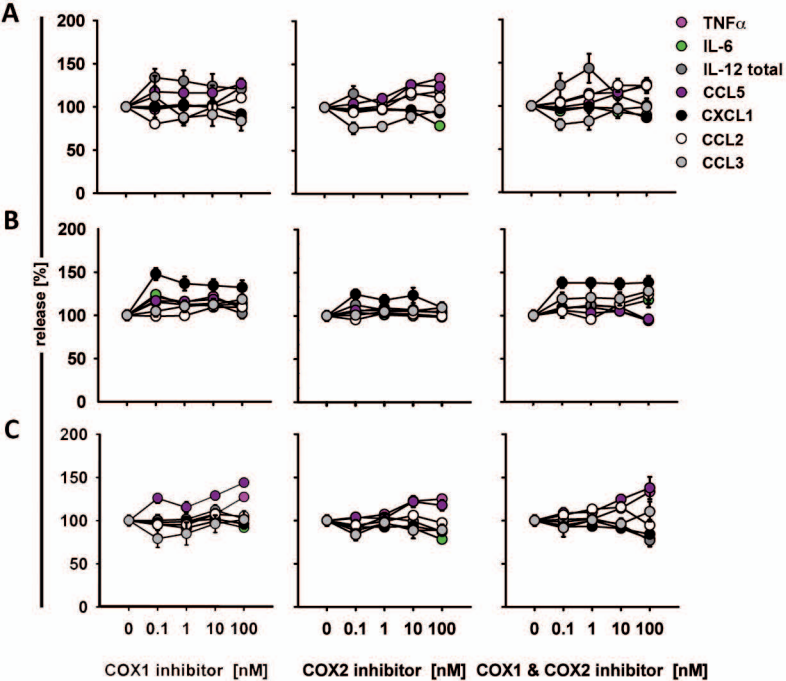 A
200
150
100
50
0
TNFα
IL-6
IL-12 total
CCL5
CXCL1
CCL2
CCL3
B
200
150
100
50
0
release [%]
C
200
150
100
50
0
0 0.1 1 10 100 0 0.1 1 10 100 0 0.1 1 10 100
COX1 inhibitor [nM] COX2 inhibitor [nM] COX1 & COX2 inhibitor [nM]